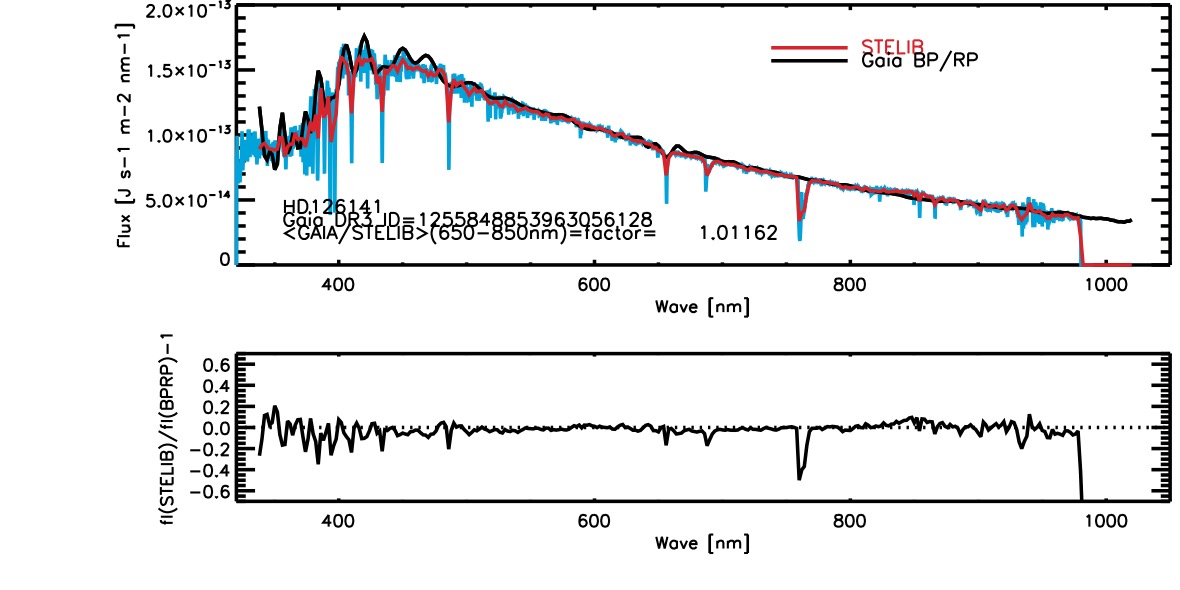 2.0×10−13
1.5×10−13
1.0×10−13
5.0×10−14
0
Flux [J s−1 m−2 nm−1]
STELIB
Gaia BP/RP
HD126141
Gaia DR3 ID=1255848853963056128
<GAIA/STELIB>(650−850nm)=factor= 1.01162
400 600 800 1000
Wave [nm]
0.6
0.4
0.2
0.0
−0.2
−0.4
−0.6
fl(STELIB)/fl(BPRP)−1
400 600 800 1000
Wave [nm]